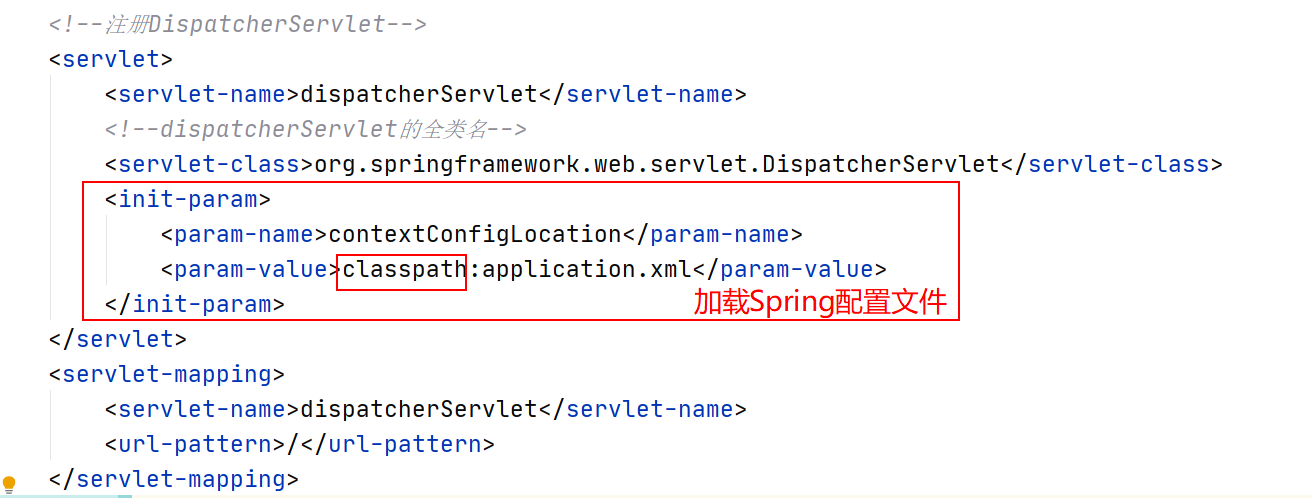 <!--注册DispatcherServlet-->
<servlet>
<servlet-name>dispatcherServlet</servlet-name>
<!--dispatcherServlet的全类名-->
<servlet-class>org.springframework.web.servlet.DispatcherServlet</servlet-class>
<init-param>
<param-name>contextConfigLocation</param-name>
<param-value>classpath:application.xml</param-value>
</init-param>
加载Spring配置文件
</servlet>
<servlet-mapping>
<servlet-name>dispatcherServlet</servlet-name>
<url-pattern>/</url-pattern>
</servlet-mapping>